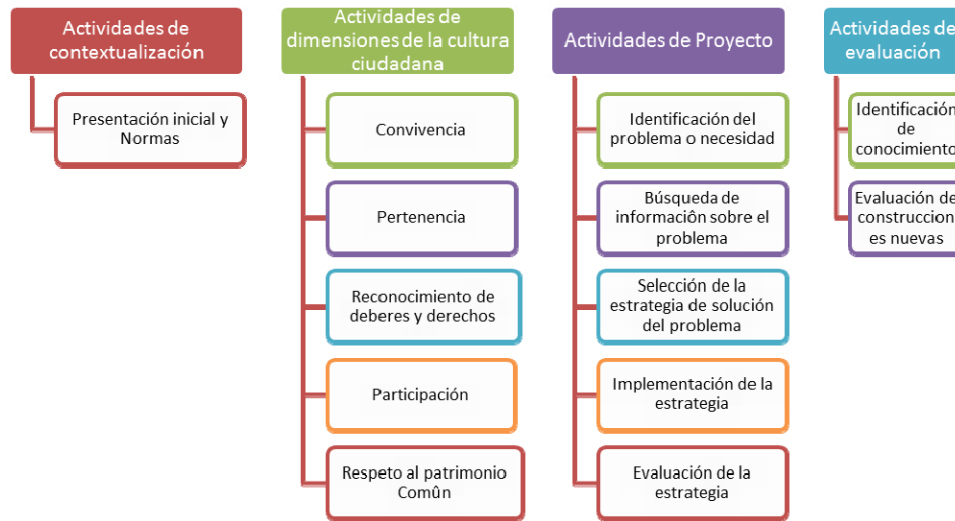 Actividades de
contextualización
Presentación inicial y
Normas
Actividades de
dimensiones de la cultura
ciudadana
Convivencia
Pertenencia
Reconocimiento de
deberes y derechos
Participación
Respeto al patrimonio
Común
Actividades de Proyecto
Identificación del
problema o necesidad
Búsqueda de
información sobre el
problema
Selección de la
estrategia de solución
del problema
Implementación de la
estrategia
Evaluación de la
estrategia
Actividades de
evaluación
Identificación
de
conocimiento
Evaluación de
construccion
es nuevas